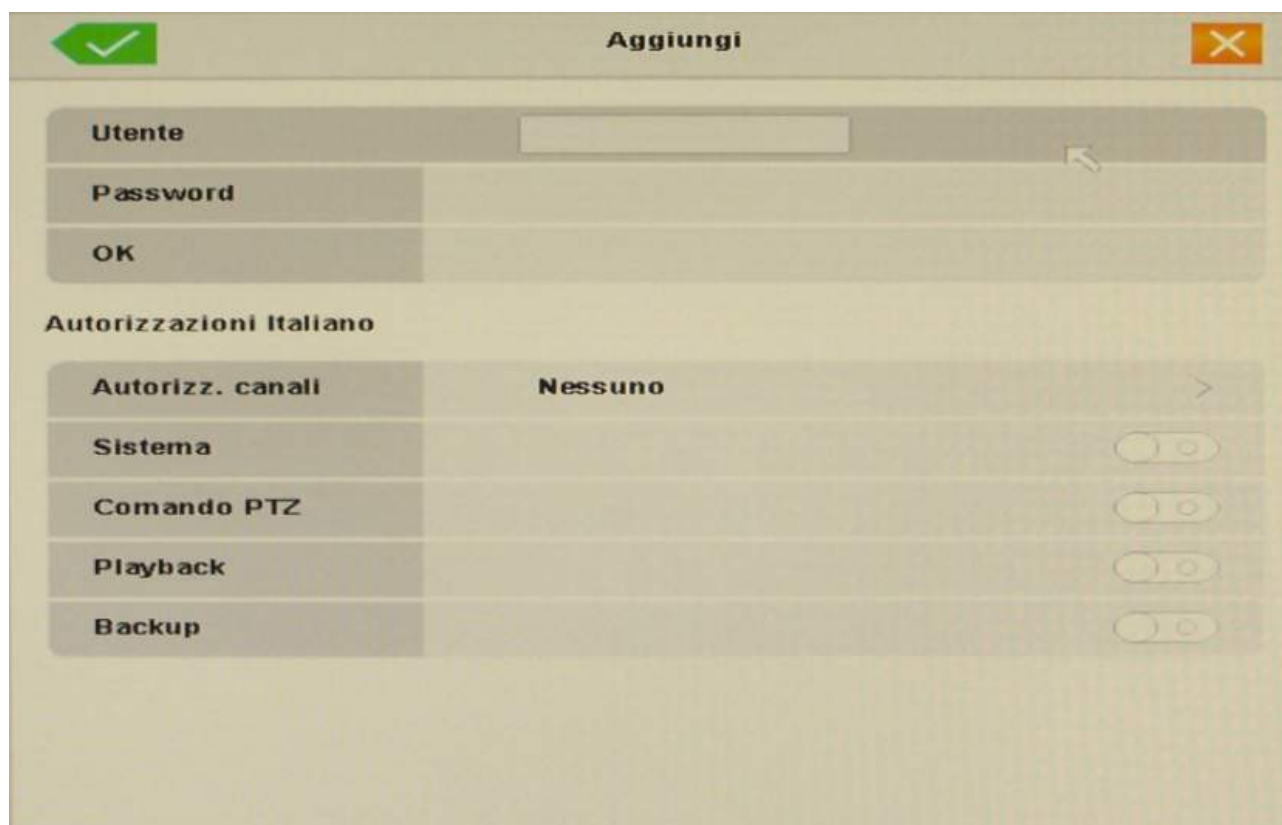 Aggiungi
Utente
Password
OK
Autorizzazioni Italiano
Autorizz. canali Nessuno
Sistema
Comando PTZ
Playback
Backup